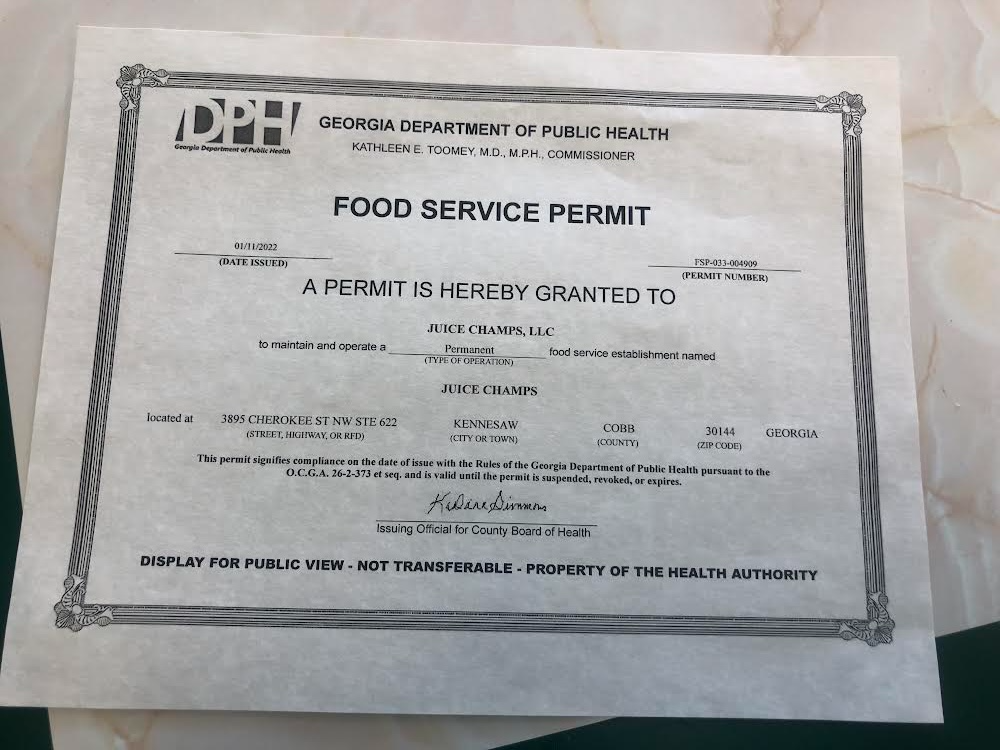 DPH
Georgia Department of Public Health
GEORGIA DEPARTMENT OF PUBLIC HEALTH
KATHLEEN E. TOOMEY, M.D., M.P.H., COMMISSIONER
FOOD SERVICE PERMIT
01/11/2022
(DATE ISSUED)
FSP-033-004909
(PERMIT NUMBER)
A PERMIT IS HEREBY GRANTED TO
JUICE CHAMPS, LLC
to maintain and operate a Permanent food service establishment named
(TYPE OF OPERATION)
JUICE CHAMPS
located at 3895 CHEROKEE ST NW STE 622 KENNESAW COBB 30144 GEORGIA
(STREET, HIGHWAY, OR RFD) (CITY OR TOWN) (COUNTY) (ZIP CODE)
This permit signifies compliance on the date of issue with the Rules of the Georgia Department of Public Health pursuant to the
O.C.G.A. 26-2-373 et seq. and is valid until the permit is suspended, revoked, or expires.
Issuing Official for County Board of Health
DISPLAY FOR PUBLIC VIEW - NOT TRANSFERABLE - PROPERTY OF THE HEALTH AUTHORITY